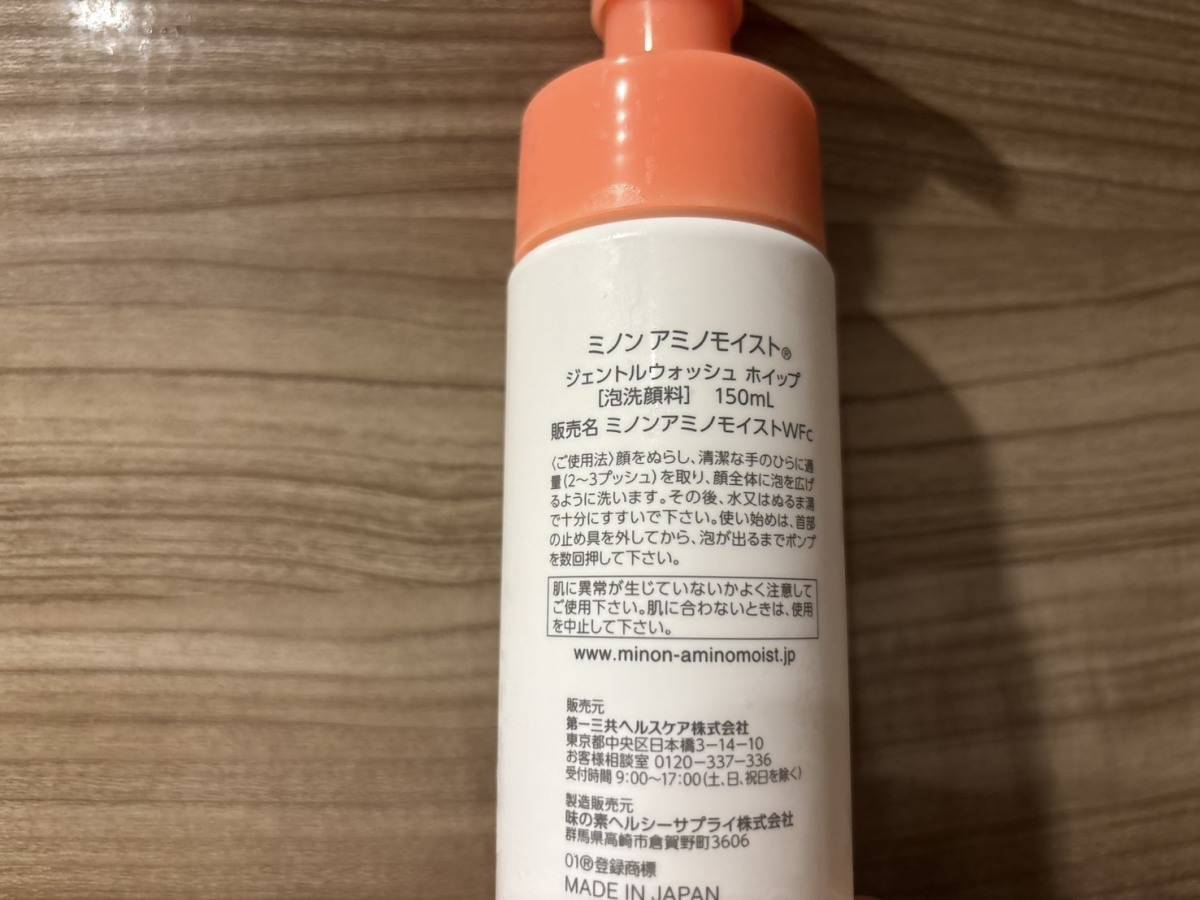 ミノン アミノモイスト®
ジェントルウォッシュ ホイップ
［泡洗顔料］ 150mL
販売名 ミノンアミノモイストWFc
〈ご使用法〉顔をぬらし、清潔な手のひらに適
量(2〜3プッシュ)を取り、顔全体に泡を広げ
るように洗います。その後、水又はぬるま湯
で十分にすすいで下さい。使い始めは、首部
の止め具を外してから、泡が出るまでポンプ
を数回押して下さい。
肌に異常が生じていないかよく注意して
ご使用下さい。肌に合わないときは、使用
を中止して下さい。
www.minon-aminomoist.jp
販売元
第一三共ヘルスケア株式会社
東京都中央区日本橋3−14−10
お客様相談室 0120−337−336
受付時間 9:00〜17:00(土、日、祝日を除く)
製造販売元
味の素ヘルシーサプライ株式会社
群馬県高崎市倉賀野町3606
01®登録商標
MADE IN JAPAN